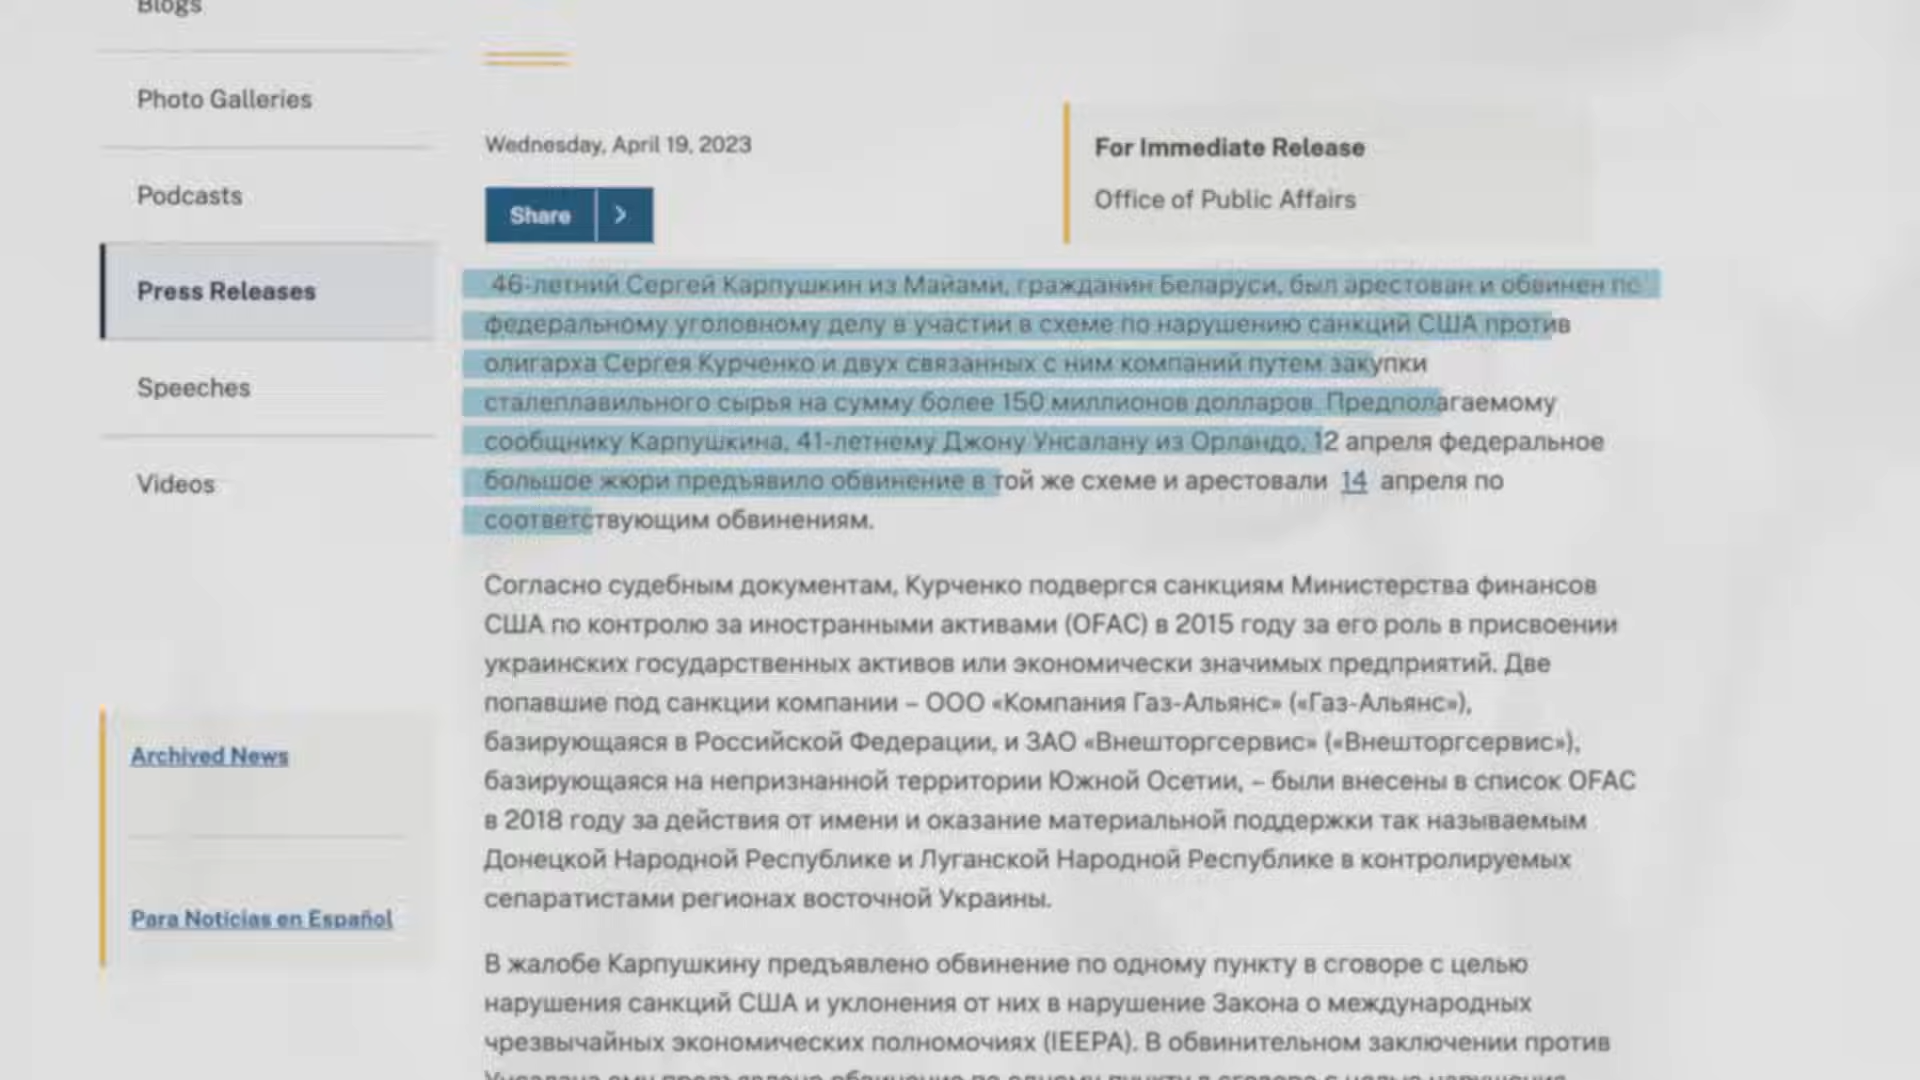 Blogs
Photo Galleries
Podcasts
Press Releases
Speeches
Videos
Archived News
Para Noticias en Español
Wednesday, April 19, 2023
Share
For Immediate Release
Office of Public Affairs
46-летний Сергей Карпушкин из Майами, гражданин Беларуси, был арестован и обвинен по
федеральному уголовному делу в участии в схеме по нарушению санкций США против
олигарха Сергея Курченко и двух связанных с ним компаний путем закупки
сталеплавильного сырья на сумму более 150 миллионов долларов. Предполагаемому
сообщнику Карпушкина, 41-летнему Джону Унсалану из Орландо, 12 апреля федеральное
большое жюри предъявило обвинение в той же схеме и арестовали 14 апреля по
соответствующим обвинениям.
Согласно судебным документам, Курченко подвергся санкциям Министерства финансов
США по контролю за иностранными активами (OFAC) в 2015 году за его роль в присвоении
украинских государственных активов или экономически значимых предприятий. Две
попавшие под санкции компании – ООО «Компания Газ-Альянс» («Газ-Альянс»),
базирующаяся в Российской Федерации, и ЗАО «Внешторгсервис» («Внешторгсервис»),
базирующаяся на непризнанной территории Южной Осетии, – были внесены в список OFAC
в 2018 году за действия от имени и оказание материальной поддержки так называемым
Донецкой Народной Республике и Луганской Народной Республике в контролируемых
сепаратистами регионах восточной Украины.
В жалобе Карпушкину предъявлено обвинение по одному пункту в сговоре с целью
нарушения санкций США и уклонения от них в нарушение Закона о международных
чрезвычайных экономических полномочиях (IEEPA). В обвинительном заключении против
Унсалана ему предъявлено обвинение по одному пункту в сговоре с целью нарушения